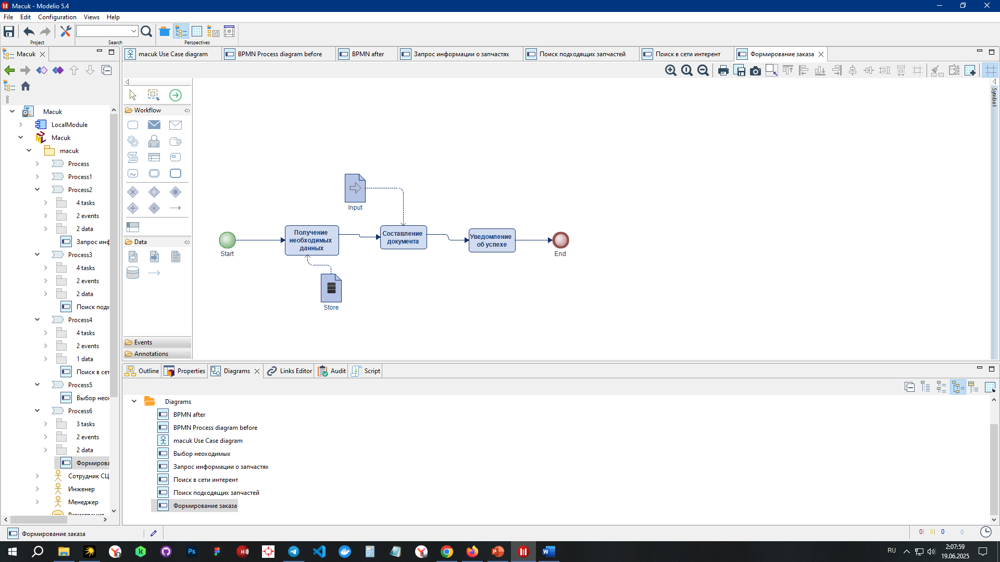 Macuk - Modelio 5.4
File Edit Configuration Views Help
Project Search Perspectives
Macuk
macuk Use Case diagram
BPMN Process diagram before
BPMN after
Запрос информации о запчастях
Поиск подходящих запчастей
Поиск в сети интерент
Формирование заказа
Macuk
LocalModule
Macuk
macuk
Process
Process1
Process2
4 tasks
2 events
2 data
Запрос инф
Process3
4 tasks
2 events
2 data
Поиск подх
Process4
4 tasks
2 events
1 data
Поиск в сет
Process5
Выбор неох
Process6
3 tasks
2 events
2 data
Формирова
Сотрудник СЦ
Инженер
Менеджер
Регистрация
Workflow
Data
Events
Annotations
Symbol
Input
Start
Получение
необходимых
данных
Составление
документа
Уведомление
об успехе
End
Store
Outline
Properties
Diagrams
Links Editor
Audit
Script
Diagrams
BPMN after
BPMN Process diagram before
macuk Use Case diagram
Выбор неоходимых
Запрос информации о запчастях
Поиск в сети интерент
Поиск подходящих запчастей
Формирование заказа
Формирование заказа
0 8 0 0
Ps
RU
2:07:59
19.06.2025